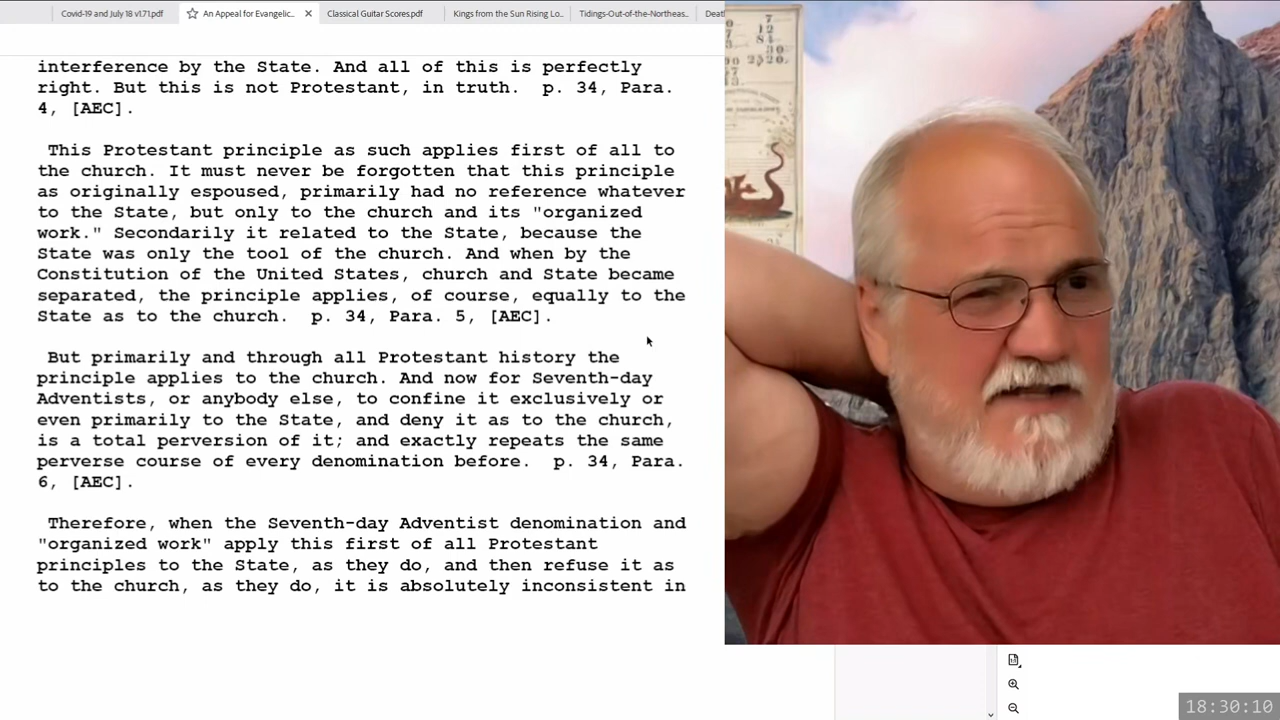 Covid-19 and July 18 v1.71.pdf
An Appeal for Evangelic...
Classical Guitar Scores.pdf
Kings from the Sun Rising Lo...
Tidings-Out-of-the-Northeas...
Death
interference by the State. And all of this is perfectly
right. But this is not Protestant, in truth. p. 34, Para.
4, [AEC].
This Protestant principle as such applies first of all to
the church. It must never be forgotten that this principle
as originally espoused, primarily had no reference whatever
to the State, but only to the church and its "organized
work." Secondarily it related to the State, because the
State was only the tool of the church. And when by the
Constitution of the United States, church and State became
separated, the principle applies, of course, equally to the
State as to the church. p. 34, Para. 5, [AEC].
But primarily and through all Protestant history the
principle applies to the church. And now for Seventh-day
Adventists, or anybody else, to confine it exclusively or
even primarily to the State, and deny it as to the church,
is a total perversion of it; and exactly repeats the same
perverse course of every denomination before. p. 34, Para.
6, [AEC].
Therefore, when the Seventh-day Adventist denomination and
"organized work" apply this first of all Protestant
principles to the State, as they do, and then refuse it as
to the church, as they do, it is absolutely inconsistent in
18:30:10